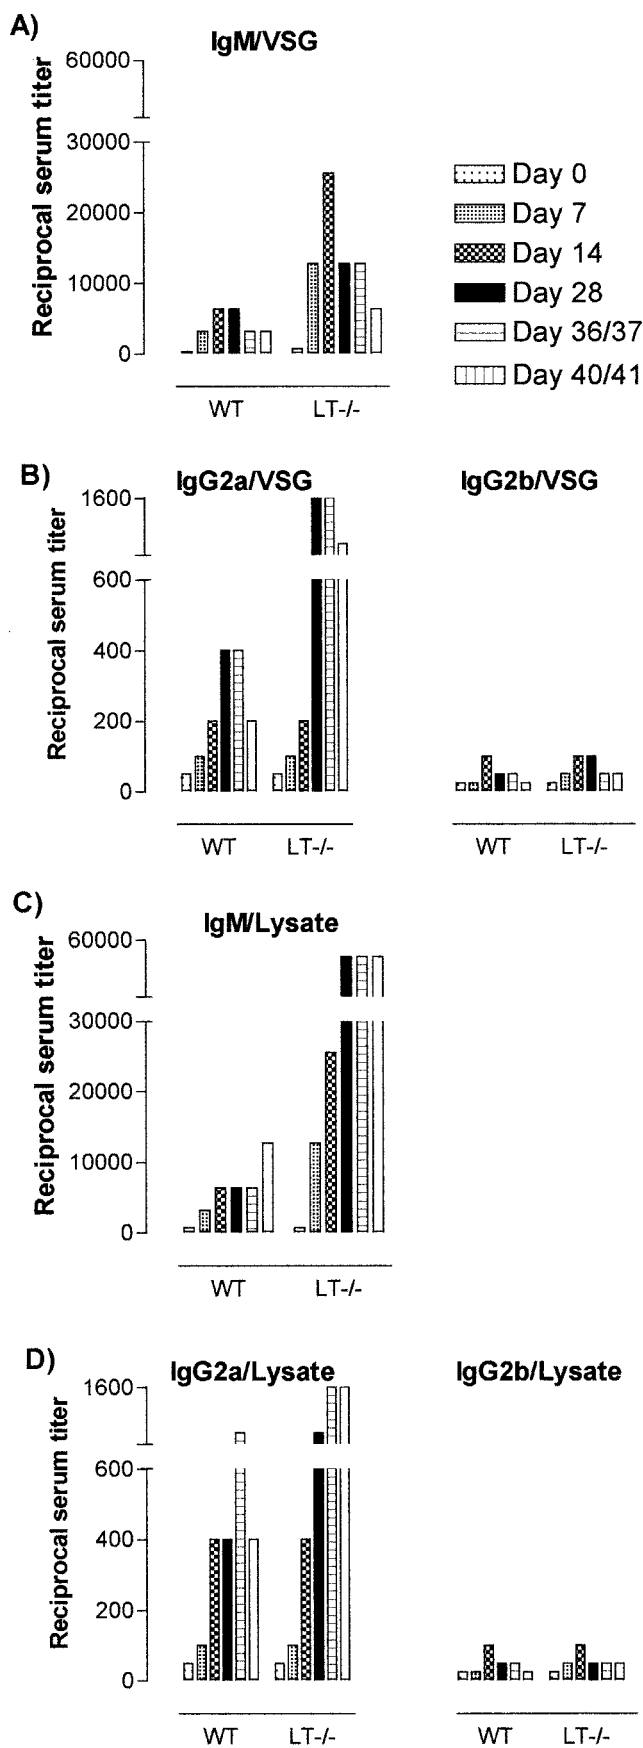 A)
IgM/VSG
Reciprocal serum titer
60000
30000
20000
10000
0
WT LT-/-
Day 0
Day 7
Day 14
Day 28
Day 36/37
Day 40/41
B)
IgG2a/VSG IgG2b/VSG
Reciprocal serum titer
1600
600
400
200
0
WT LT-/- WT LT-/-
C)
IgM/Lysate
Reciprocal serum titer
60000
30000
20000
10000
0
WT LT-/-
D)
IgG2a/Lysate IgG2b/Lysate
Reciprocal serum titer
1600
600
400
200
0
WT LT-/- WT LT-/-